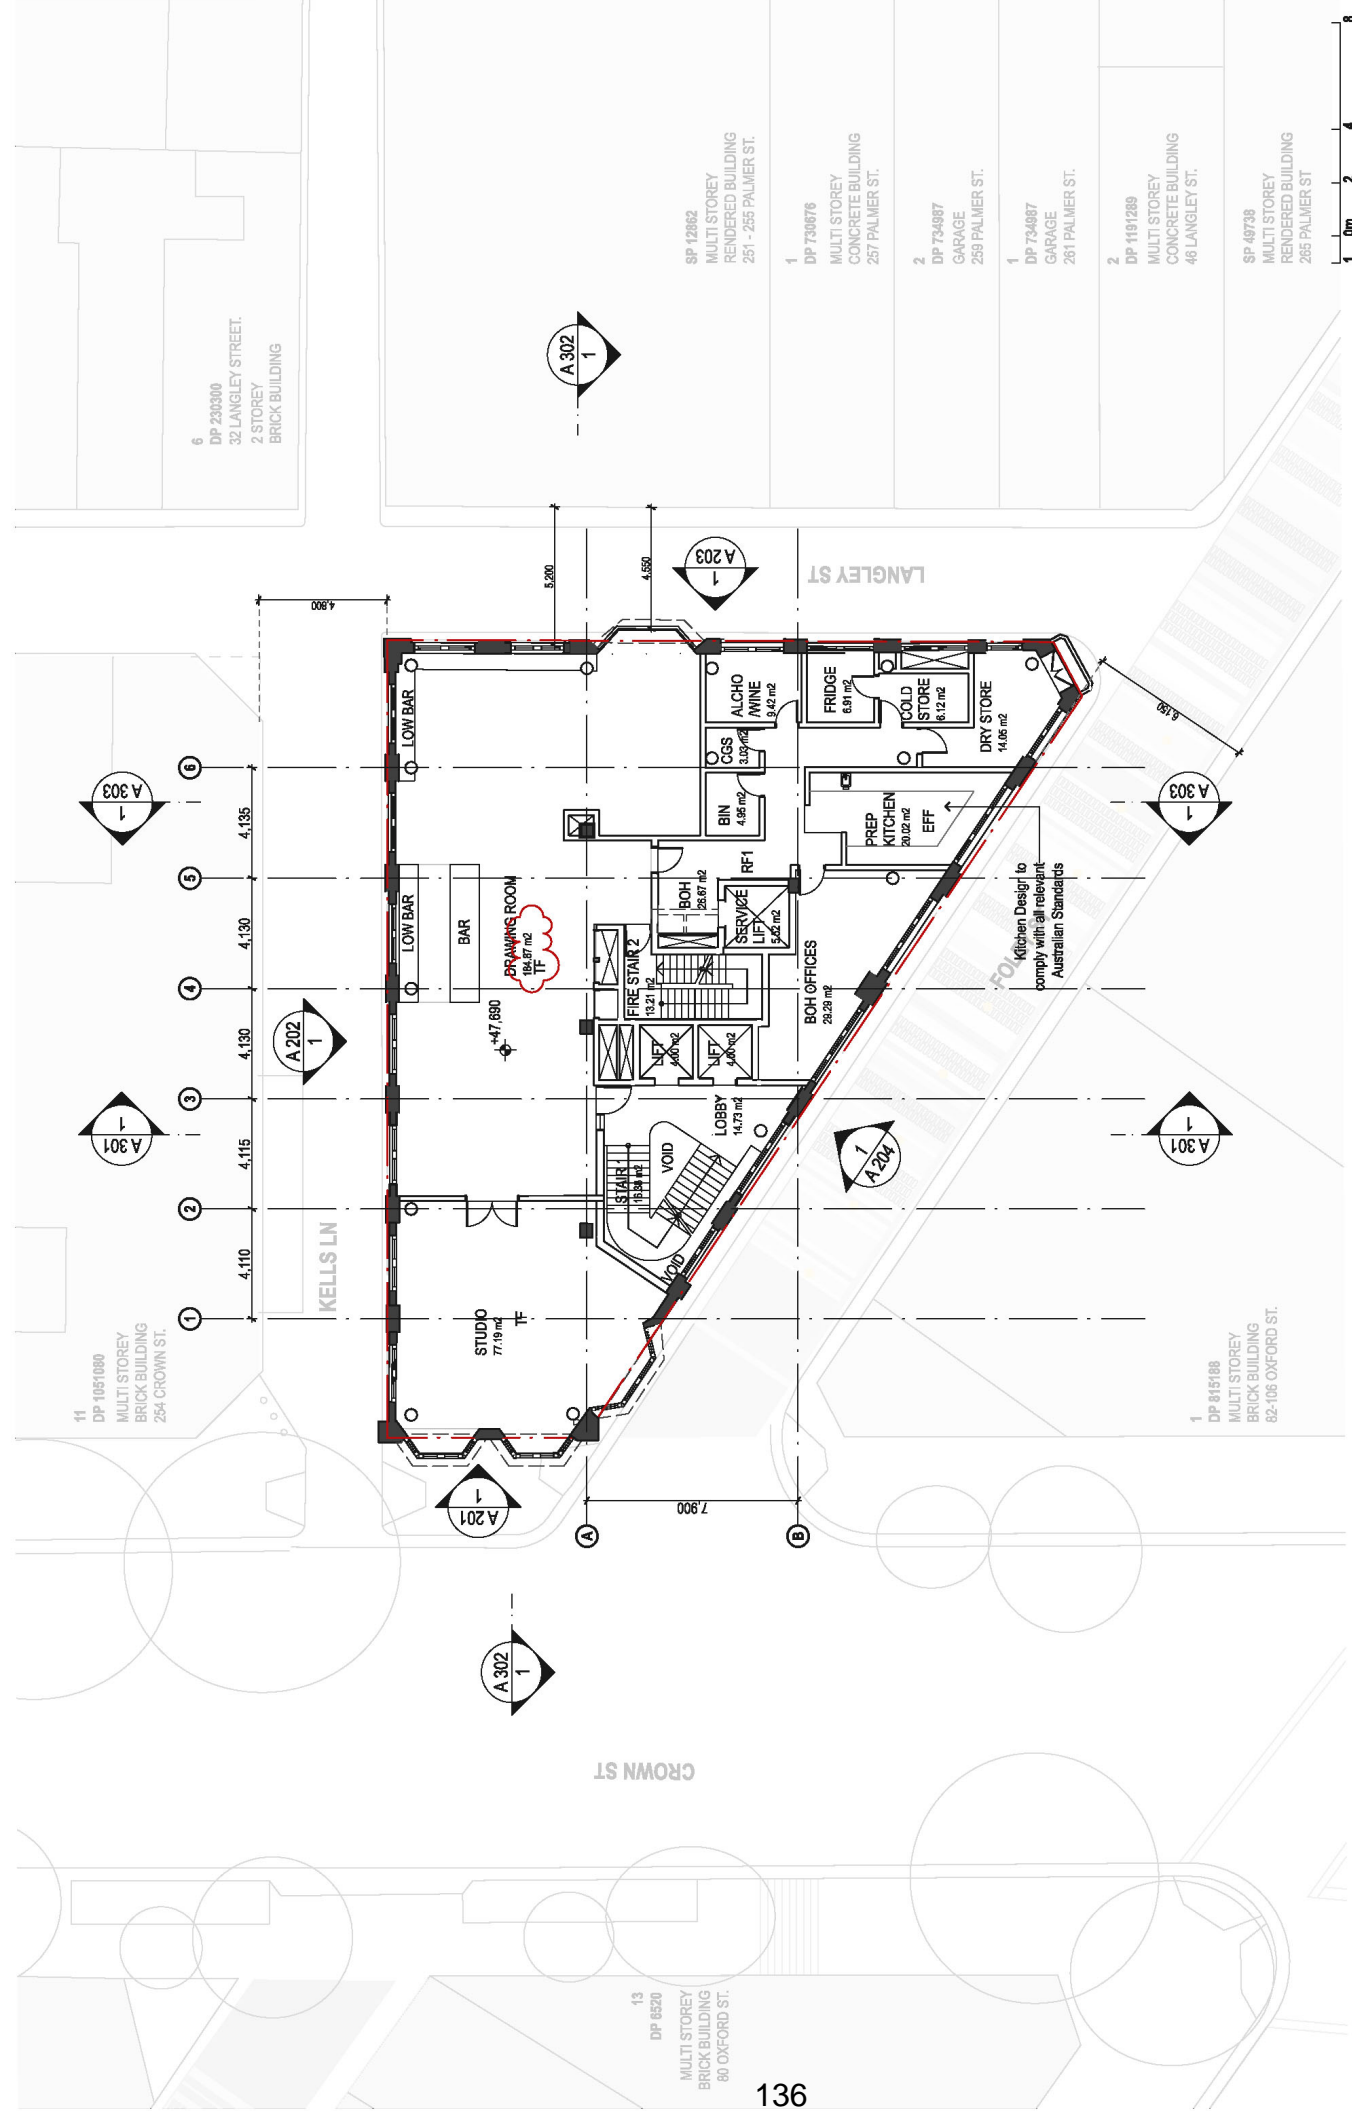 6
DP 230300
32 LANGLEY STREET.
2 STOREY
BRICK BUILDING
SP 12862
MULTI STOREY
RENDERED BUILDING
251 - 255 PALMER ST.
1
DP 730676
MULTI STOREY
CONCRETE BUILDING
257 PALMER ST.
2
DP 734987
GARAGE
259 PALMER ST.
1
DP 734987
GARAGE
261 PALMER ST.
2
DP 1191289
MULTI STOREY
CONCRETE BUILDING
46 LANGLEY ST.
SP 49738
MULTI STOREY
RENDERED BUILDING
265 PALMER ST
1 0m 2 4 8
A 302
1
5,200
4,550
A 203
1
LANGLEY ST
4,800
6,150
A 303
1
A 303
1
6
5
4
3
2
1
4,135
4,130
4,130
4,115
4,110
LOW BAR
LOW BAR
BAR
DRAWING ROOM
184.87 m2
TF
+47,690
ALCHO
/WINE
9.42 m2
FRIDGE
6.91 m2
COLD
STORE
6.12 m2
DRY STORE
14.05 m2
CGS
3.03 m2
BIN
4.95 m2
PREP
KITCHEN
20.02 m2
EFF
RF1
BOH
26.67 m2
SERVICE
LIFT
5.02 m2
FIRE STAIR 2
13.21 m2
BOH OFFICES
29.29 m2
Kitchen Design to
comply with all relevant
Australian Standards
LIFT
4.00 m2
LIFT
4.00 m2
LOBBY
14.73 m2
STAIR 1
VOID
VOID
STUDIO
77.19 m2
TF
A 202
1
A 301
1
A 301
1
1
A 204
KELLS LN
11
DP 1051080
MULTI STOREY
BRICK BUILDING
254 CROWN ST.
1
DP 815188
MULTI STOREY
BRICK BUILDING
82-106 OXFORD ST.
A 201
1
7,900
A
B
A 302
1
CROWN ST
13
DP 6520
MULTI STOREY
BRICK BUILDING
80 OXFORD ST.
136